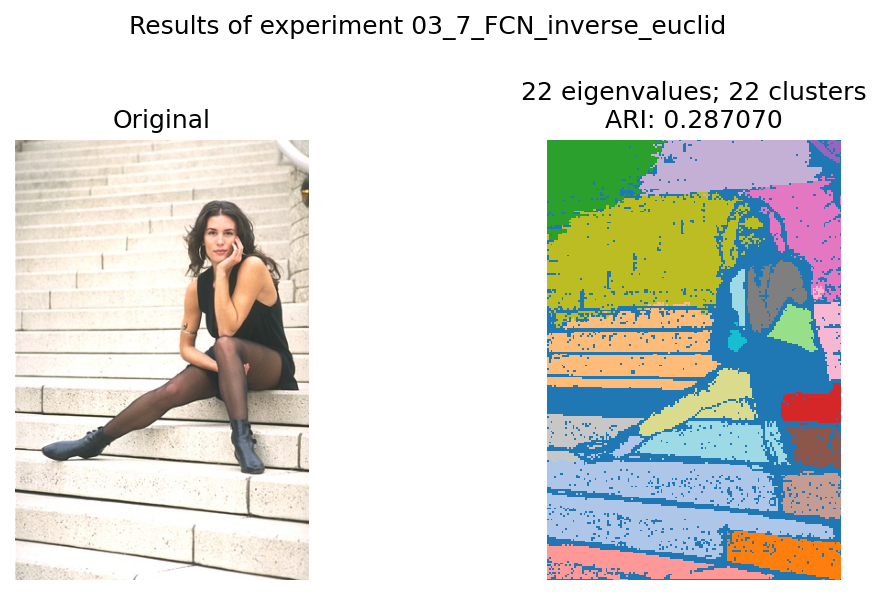 Results of experiment 03_7_FCN_inverse_euclid
Original
22 eigenvalues; 22 clusters
ARI: 0.287070